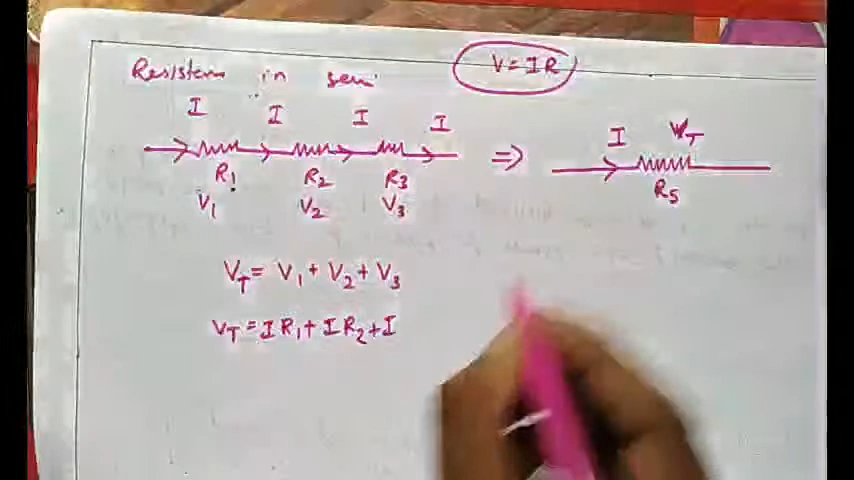 Resistors in seri
V = IR
I I I I
R1 R2 R3
V1 V2 V3
⇒
I VT
RS
VT = V1 + V2 + V3
VT = IR1 + IR2 + I